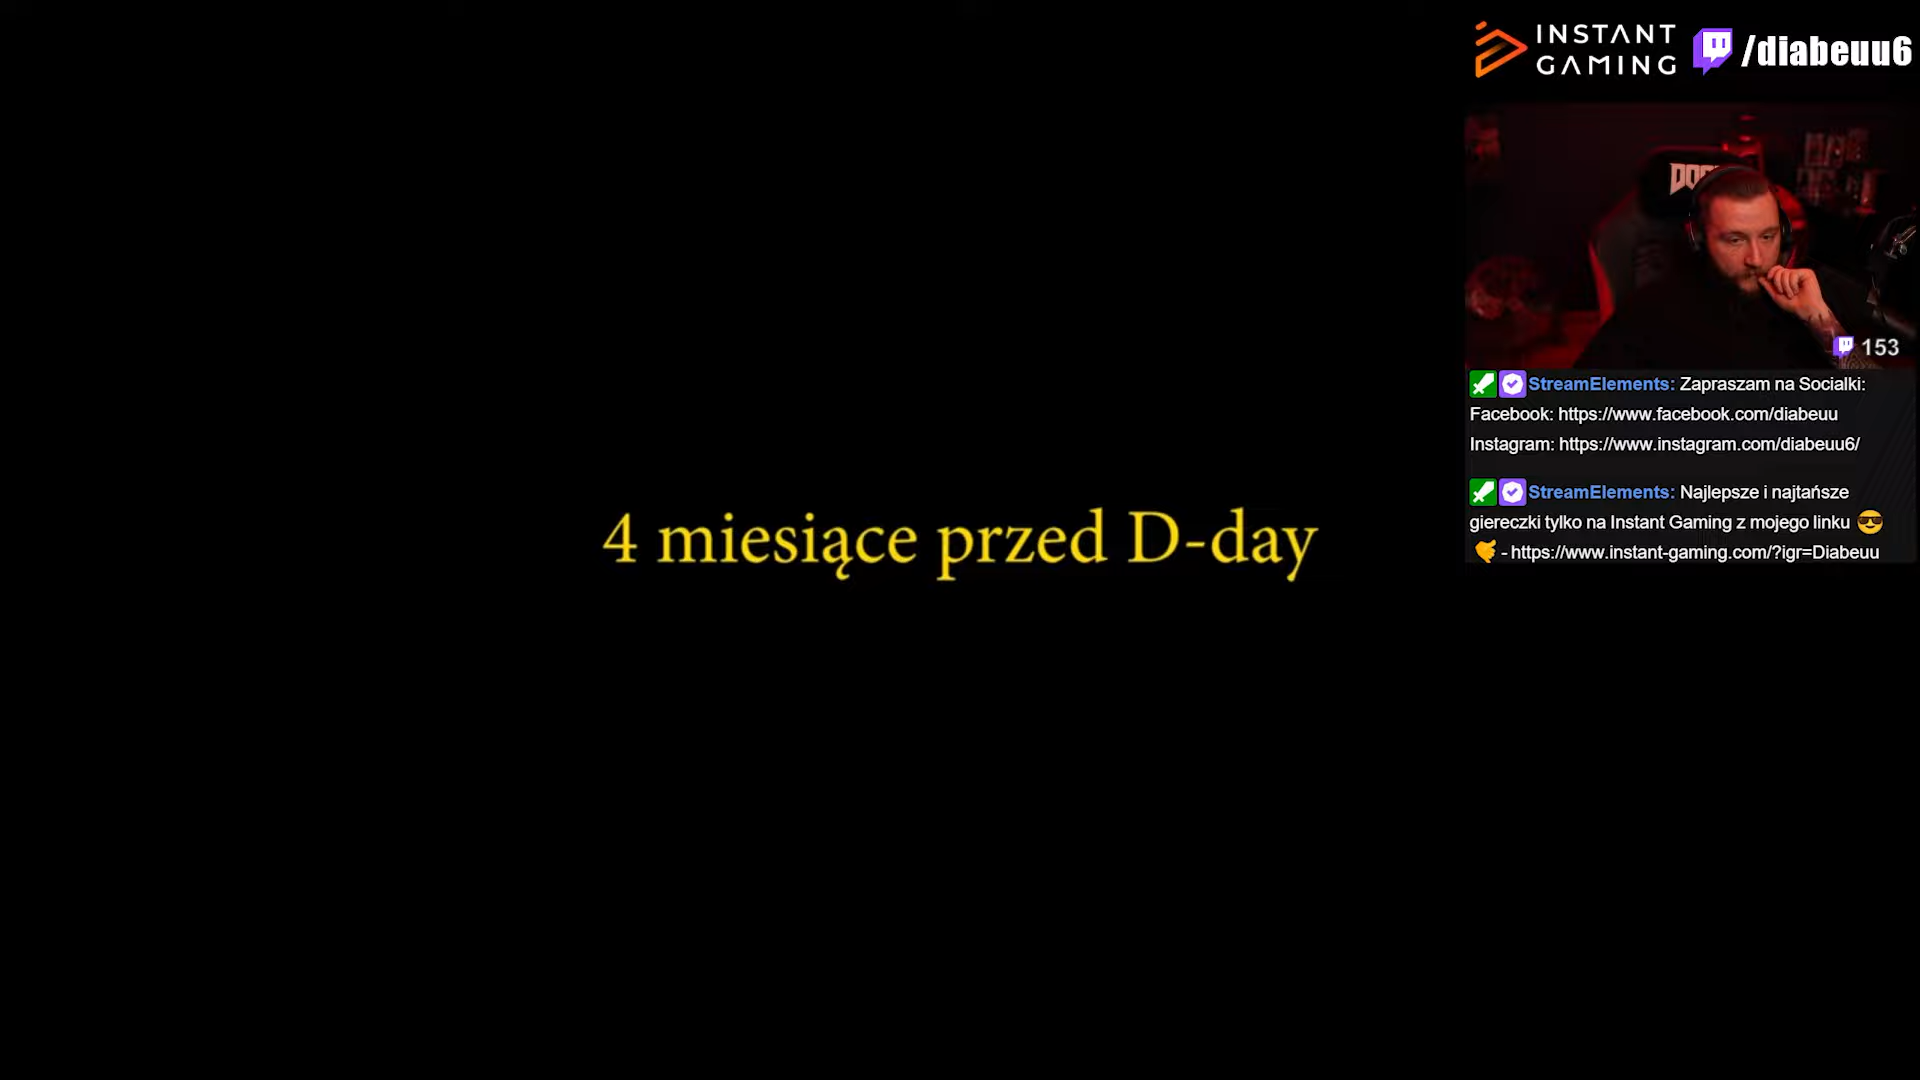 INSTANT
GAMING
/diabeuu6
DOOM
153
StreamElements: Zapraszam na Socialki:
Facebook: https://www.facebook.com/diabeuu
Instagram: https://www.instagram.com/diabeuu6/
StreamElements: Najlepsze i najtańsze
giereczki tylko na Instant Gaming z mojego linku 😎
🤙 - https://www.instant-gaming.com/?igr=Diabeuu
4 miesiące przed D-day